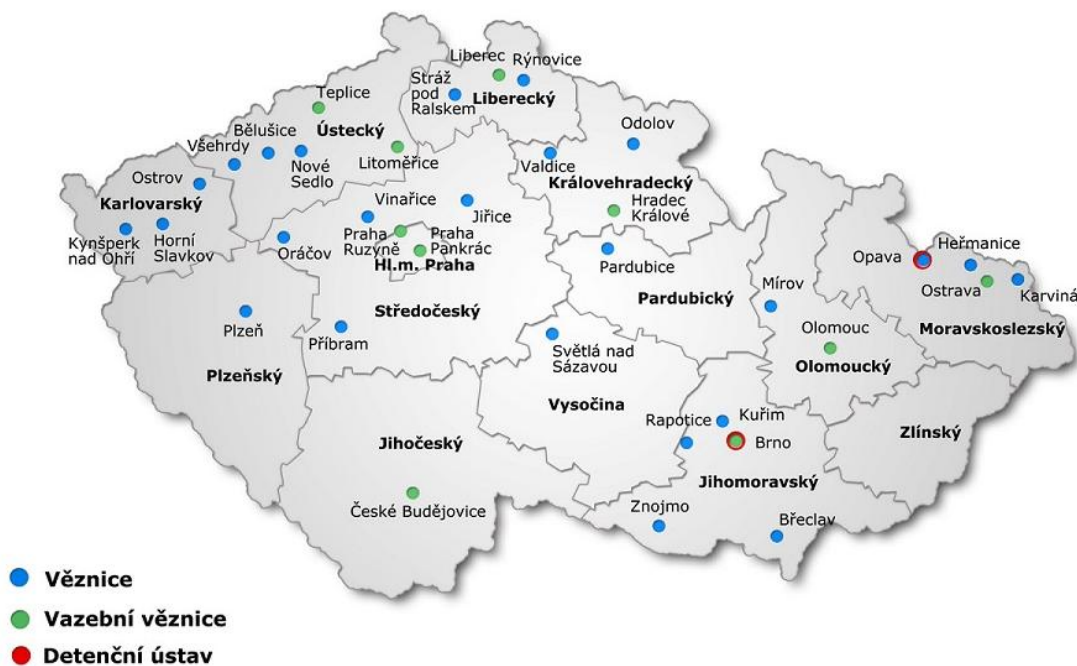 Liberec
Rýnovice
Stráž
pod
Ralskem
Liberecký
Teplice
Ústecký
Bělušice
Všehrdy
Nové
Sedlo
Litoměřice
Odolov
Valdice
Královehradecký
Hradec
Králové
Ostrov
Karlovarský
Kynšperk
nad Ohří
Horní
Slavkov
Vinařice
Jiřice
Oráčov
Praha
Ruzyně
Praha
Pankrác
Hl.m. Praha
Středočeský
Pardubice
Pardubický
Mírov
Opava
Heřmanice
Ostrava
Karviná
Moravskoslezský
Olomouc
Olomoucký
Plzeň
Plzeňský
Příbram
Světlá nad
Sázavou
Vysočina
Jihočeský
České Budějovice
Rapotice
Kuřim
Brno
Zlínský
Jihomoravský
Znojmo
Břeclav
Věznice
Vazební věznice
Detenční ústav